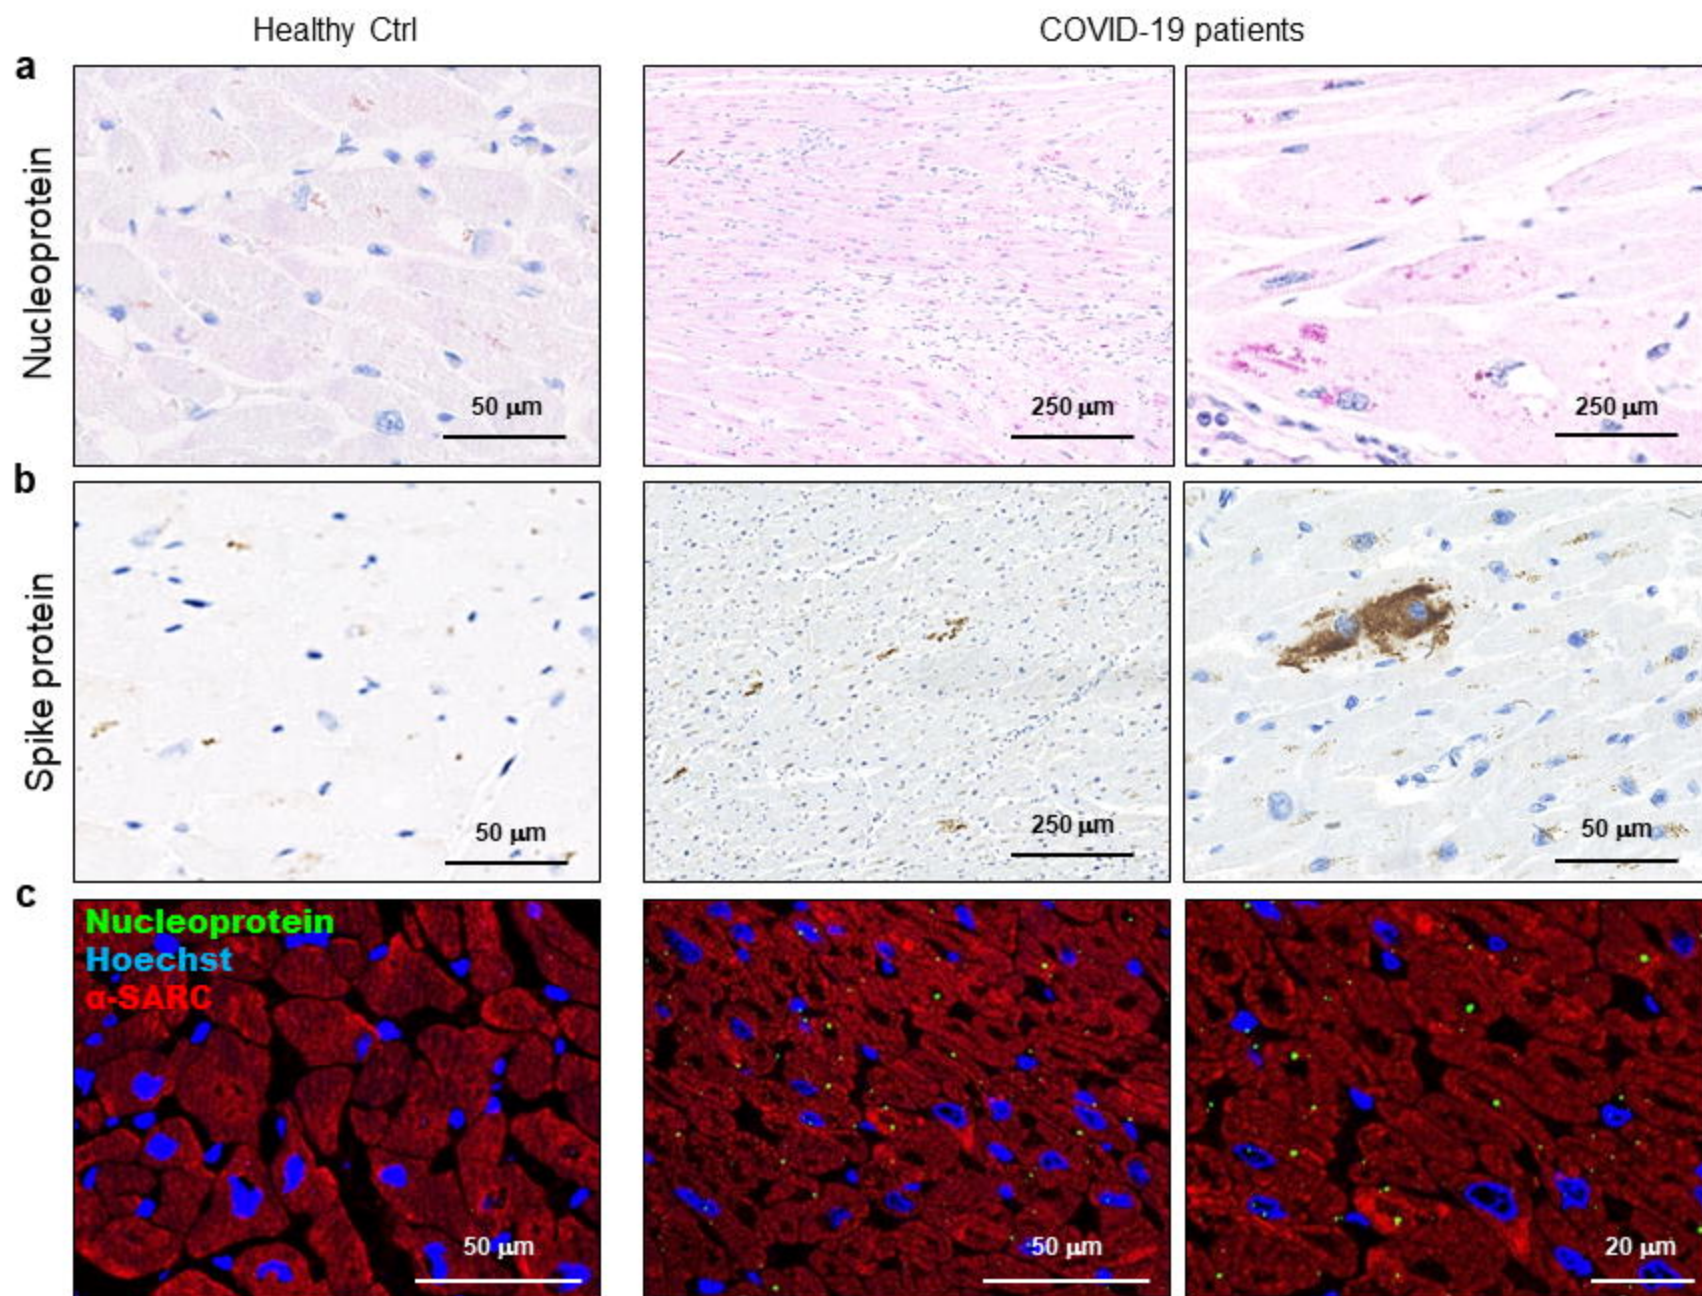 Healthy Ctrl
COVID-19 patients
a
Nucleoprotein
50 µm
250 µm
250 µm
b
Spike protein
50 µm
250 µm
50 µm
c
Nucleoprotein
Hoechst
α-SARC
50 µm
50 µm
20 µm